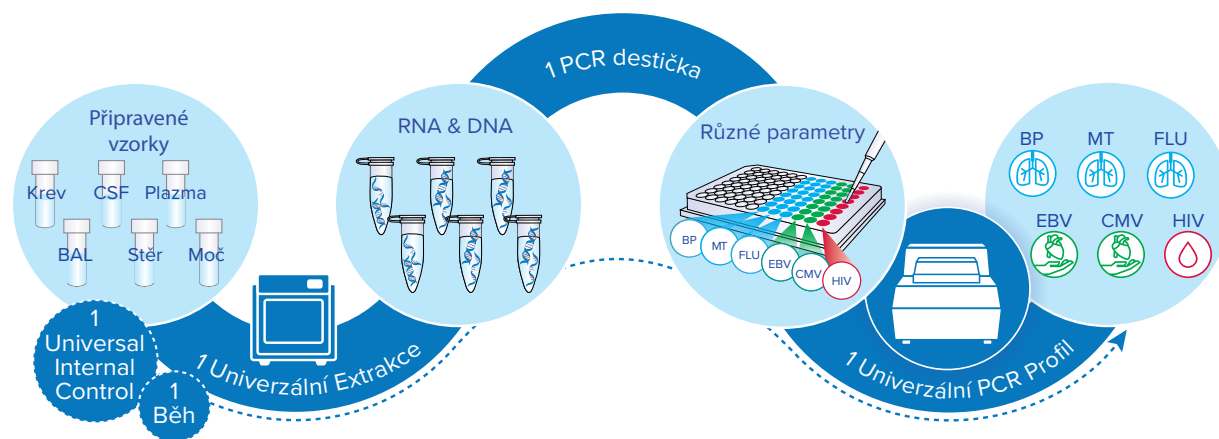 Připravené
vzorky
Krev
CSF
Plazma
BAL
Stěr
Moč
1
Universal
Internal
Control
1
Běh
1 Univerzální Extrakce
RNA & DNA
1 PCR destička
Různé parametry
BP
MT
FLU
EBV
CMV
HIV
1 Univerzální PCR Profil
BP
MT
FLU
EBV
CMV
HIV